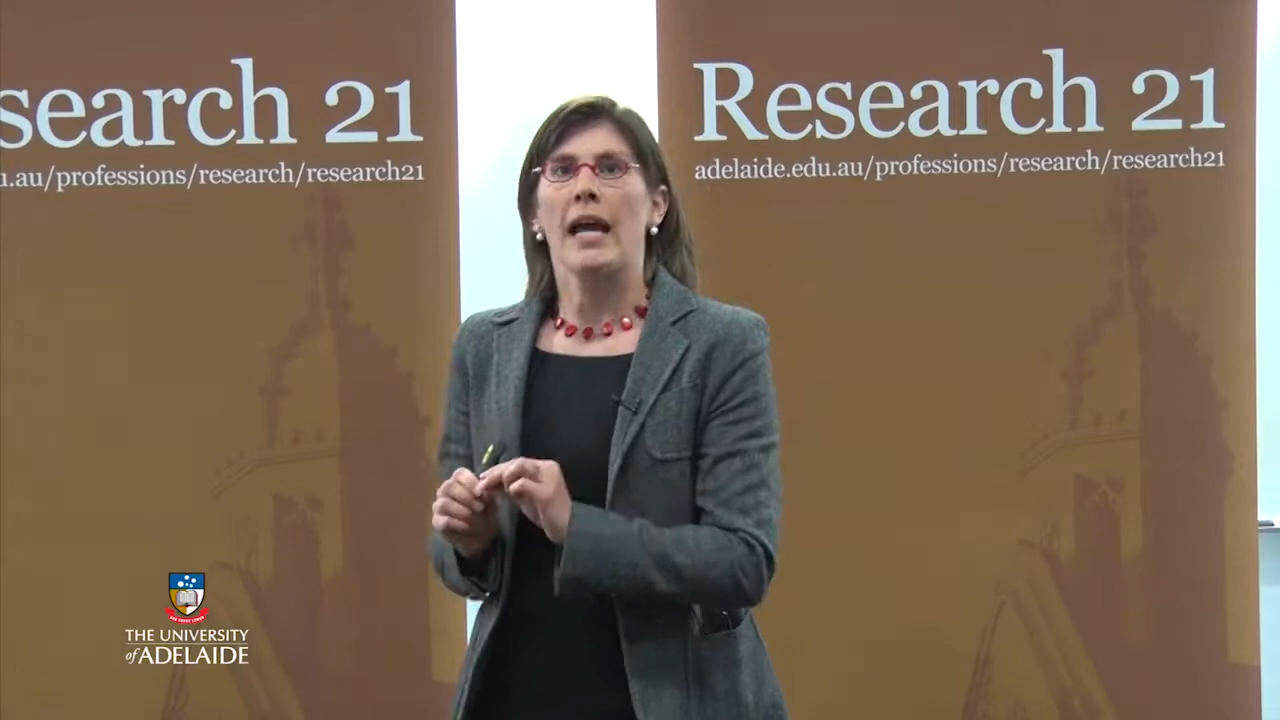 search 21
u.au/professions/research/research21
Research 21
adelaide.edu.au/professions/research/research21
THE UNIVERSITY
of ADELAIDE